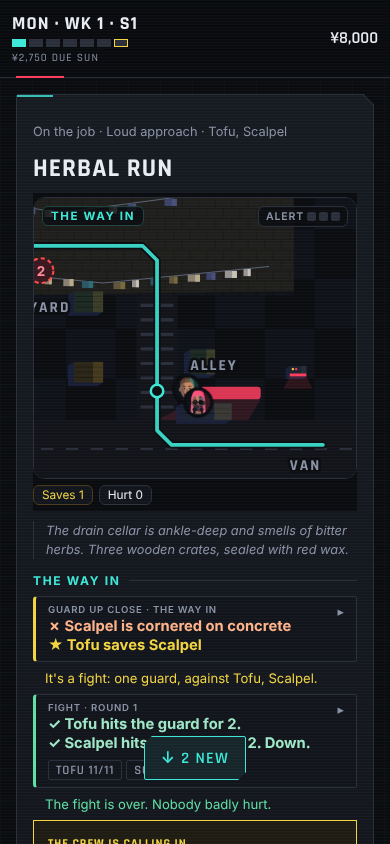 MON · WK 1 · S1
¥8,000
¥2,750 DUE SUN
On the job · Loud approach · Tofu, Scalpel
HERBAL RUN
THE WAY IN
ALERT
2
YARD
ALLEY
VAN
Saves 1
Hurt 0
The drain cellar is ankle-deep and smells of bitter
herbs. Three wooden crates, sealed with red wax.
THE WAY IN
GUARD UP CLOSE · THE WAY IN
× Scalpel is cornered on concrete
★ Tofu saves Scalpel
It's a fight: one guard, against Tofu, Scalpel.
FIGHT · ROUND 1
✓ Tofu hits the guard for 2.
✓ Scalpel hits 2. Down.
TOFU 11/11
↓ 2 NEW
The fight is over. Nobody badly hurt.
THE CREW IS CALLING IN